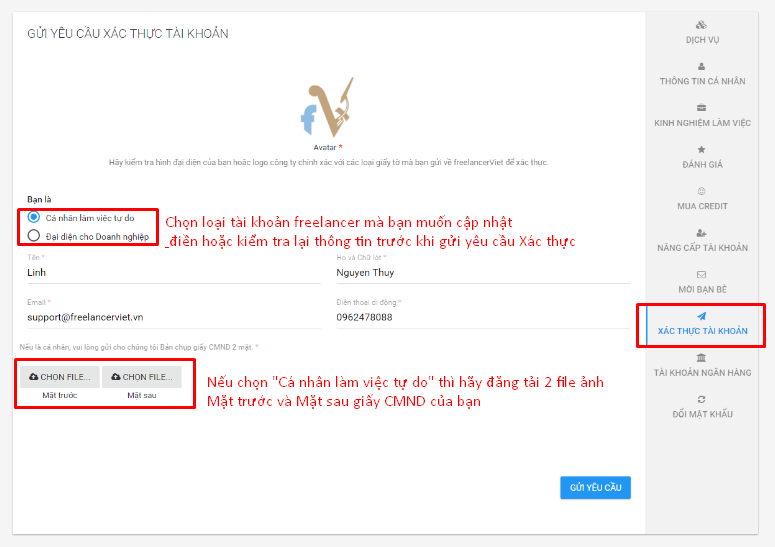 GỬI YÊU CẦU XÁC THỰC TÀI KHOẢN
fV
Avatar *
Hãy kiểm tra hình đại diện của bạn hoặc logo công ty chính xác với các loại giấy tờ mà bạn gửi về freelancerViet để xác thực.
Bạn là
Cá nhân làm việc tự do
Đại diện cho Doanh nghiệp
Chọn loại tài khoản freelancer mà bạn muốn cập nhật
_điền hoặc kiểm tra lại thông tin trước khi gửi yêu cầu Xác thực
Tên *
Họ và Chữ lót *
Linh
Nguyen Thuy
Email *
Điện thoại di động *
support@freelancerviet.vn
0962478088
Nếu là cá nhân, vui lòng gửi cho chúng tôi Bản chụp giấy CMND 2 mặt. *
CHỌN FILE...
CHỌN FILE...
Mặt trước
Mặt sau
Nếu chọn "Cá nhân làm việc tự do" thì hãy đăng tải 2 file ảnh
Mặt trước và Mặt sau giấy CMND của bạn
GỬI YÊU CẦU
DỊCH VỤ
THÔNG TIN CÁ NHÂN
KINH NGHIỆM LÀM VIỆC
ĐÁNH GIÁ
MUA CREDIT
NÂNG CẤP TÀI KHOẢN
MỜI BẠN BÈ
XÁC THỰC TÀI KHOẢN
TÀI KHOẢN NGÂN HÀNG
ĐỔI MẬT KHẨU